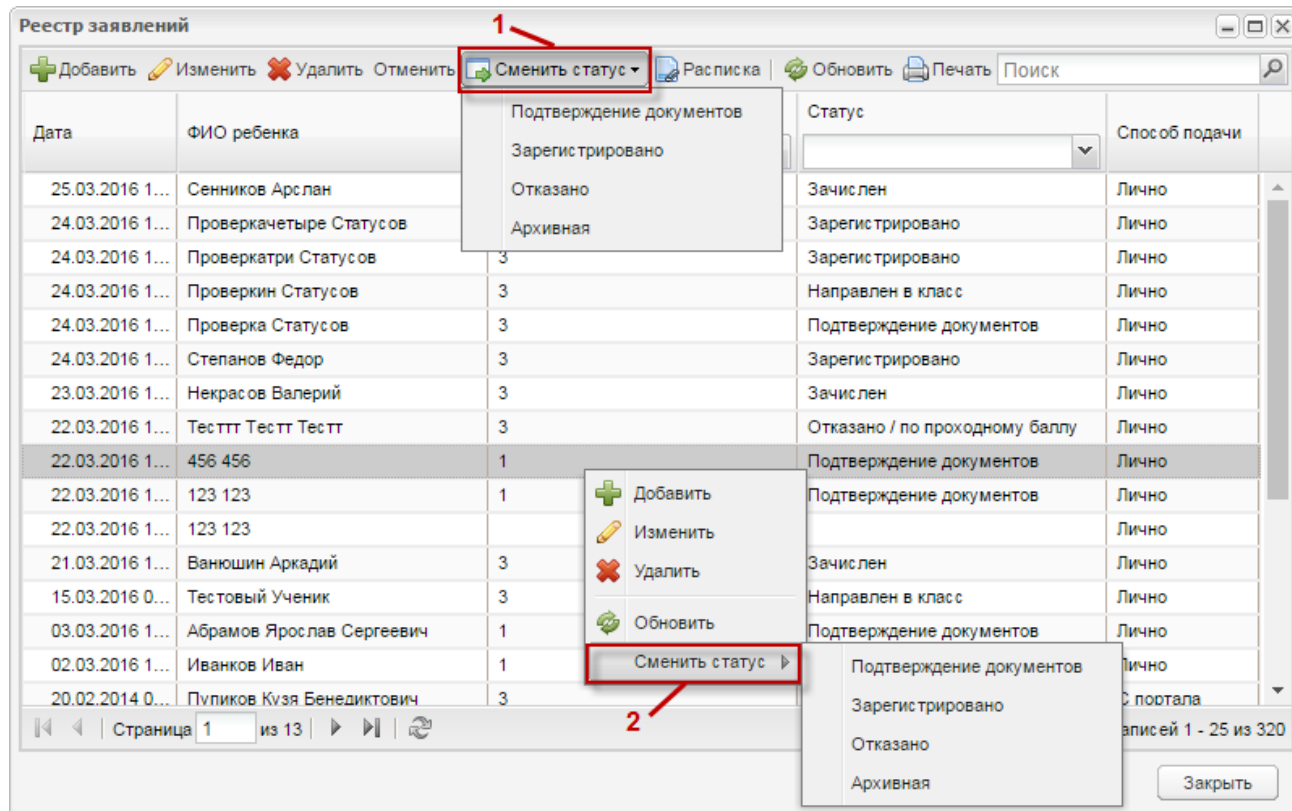 Реестр заявлений
1
Добавить Изменить Удалить Отменить Сменить статус Расписка Обновить Печать Поиск
Подтверждение документов
Зарегистрировано
Отказано
Архивная
Дата ФИО ребенка Статус Способ подачи
25.03.2016 1... Сенников Арслан Зачислен Лично
24.03.2016 1... Проверкачетыре Статусов Зарегистрировано Лично
24.03.2016 1... Проверкатри Статусов 3 Зарегистрировано Лично
24.03.2016 1... Проверкин Статусов 3 Направлен в класс Лично
24.03.2016 1... Проверка Статусов 3 Подтверждение документов Лично
24.03.2016 1... Степанов Федор 3 Зарегистрировано Лично
23.03.2016 1... Некрасов Валерий 3 Зачислен Лично
22.03.2016 1... Тесттт Тестт Тестт 3 Отказано / по проходному баллу Лично
22.03.2016 1... 456 456 1 Подтверждение документов Лично
22.03.2016 1... 123 123 1 Подтверждение документов Лично
22.03.2016 1... 123 123 Лично
21.03.2016 1... Ванюшин Аркадий 3 Зачислен Лично
15.03.2016 0... Тестовый Ученик 3 Направлен в класс Лично
03.03.2016 1... Абрамов Ярослав Сергеевич 1 Подтверждение документов Лично
02.03.2016 1... Иванков Иван 1 Лично
20.02.2014 0... Пупиков Кузя Бенедиктович 3 С портала
Добавить
Изменить
Удалить
Обновить
Сменить статус
2
Подтверждение документов
Зарегистрировано
Отказано
Архивная
Страница 1 из 13 аписей 1 - 25 из 320
Закрыть